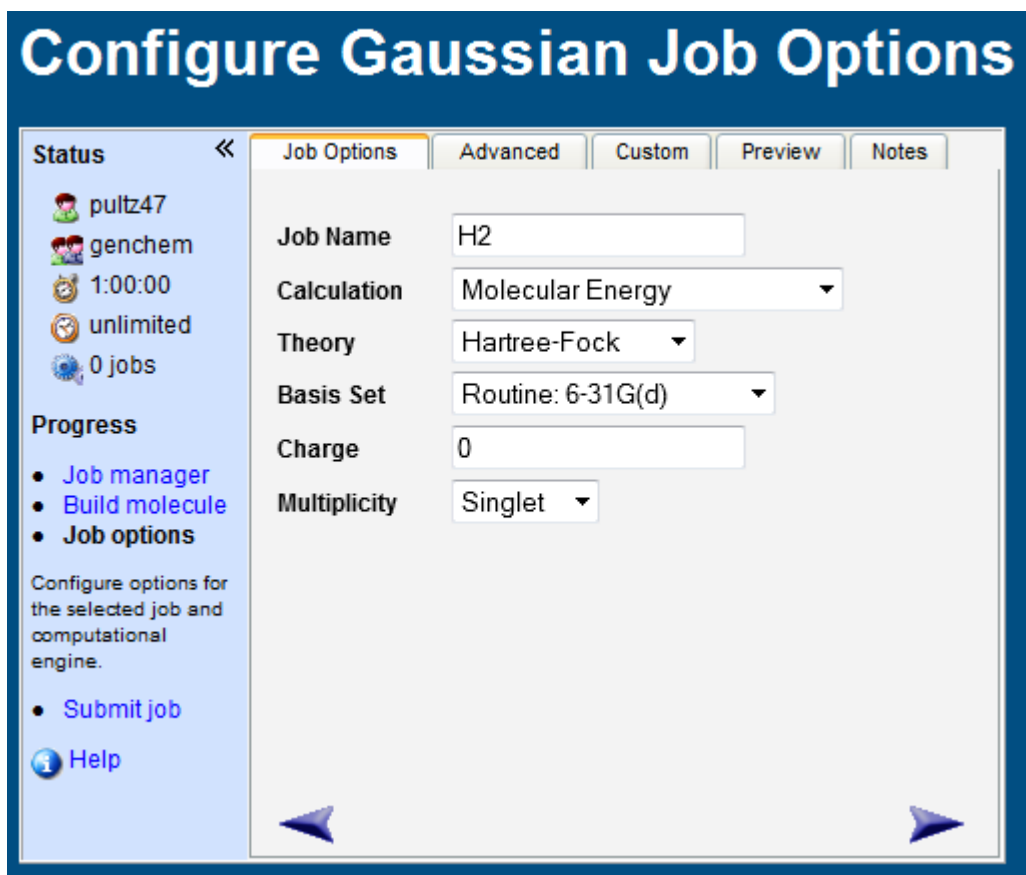 Configure Gaussian Job Options
Status «
pultz47
genchem
1:00:00
unlimited
0 jobs
Progress
• Job manager
• Build molecule
• Job options
Configure options for
the selected job and
computational
engine.
• Submit job
Help
Job Options Advanced Custom Preview Notes
Job Name H2
Calculation Molecular Energy
Theory Hartree-Fock
Basis Set Routine: 6-31G(d)
Charge 0
Multiplicity Singlet